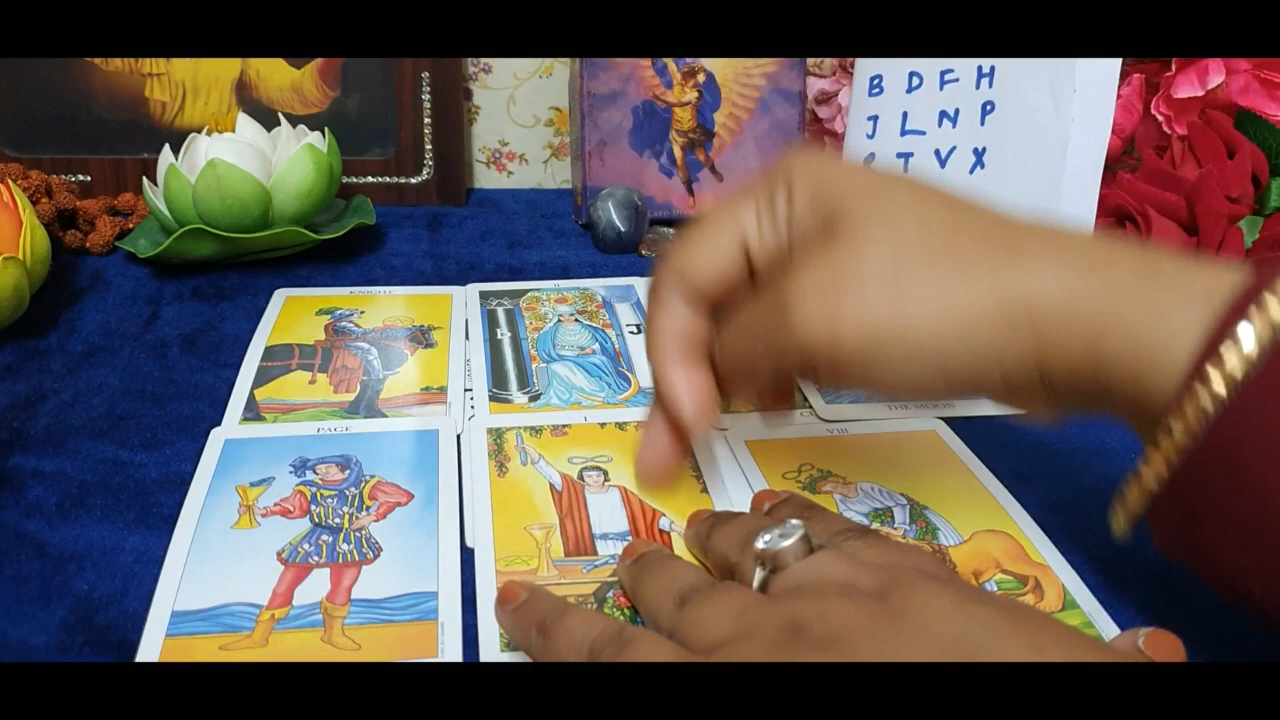 B D F H
J L N P
T V X
KNIGHT
II
B
J
THE MOON
PAGE
I
VIII